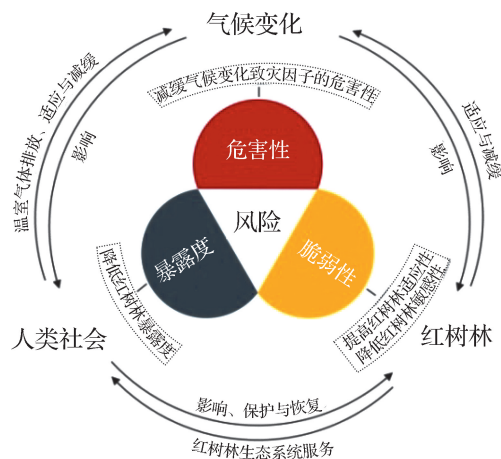 气候变化
减缓气候变化致灾因子的危害性
温室气体排放、适应与减缓
影响
适应与减缓
影响
危害性
风险
暴露度
脆弱性
降低红树林暴露度
提高红树林适应性
降低红树林敏感性
人类社会
红树林
影响、保护与恢复
红树林生态系统服务